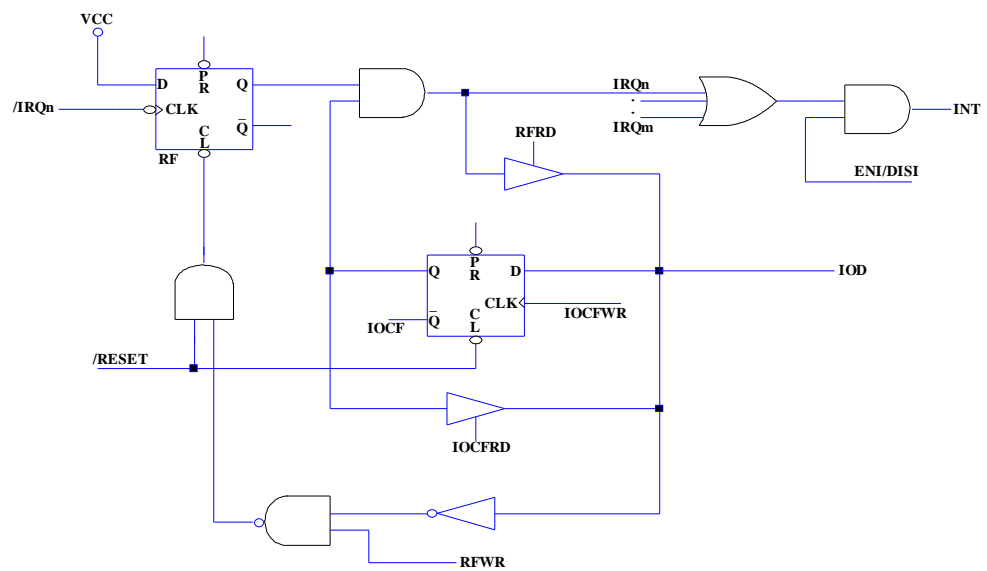 VCC
D
P
R
Q
/IRQn
CLK
Q̅
C
L
RF
IRQn
.
.
IRQm
INT
RFRD
ENI/DISI
Q
P
R
D
IOD
CLK
IOCFWR
IOCF
Q̅
C
L
/RESET
IOCFRD
RFWR